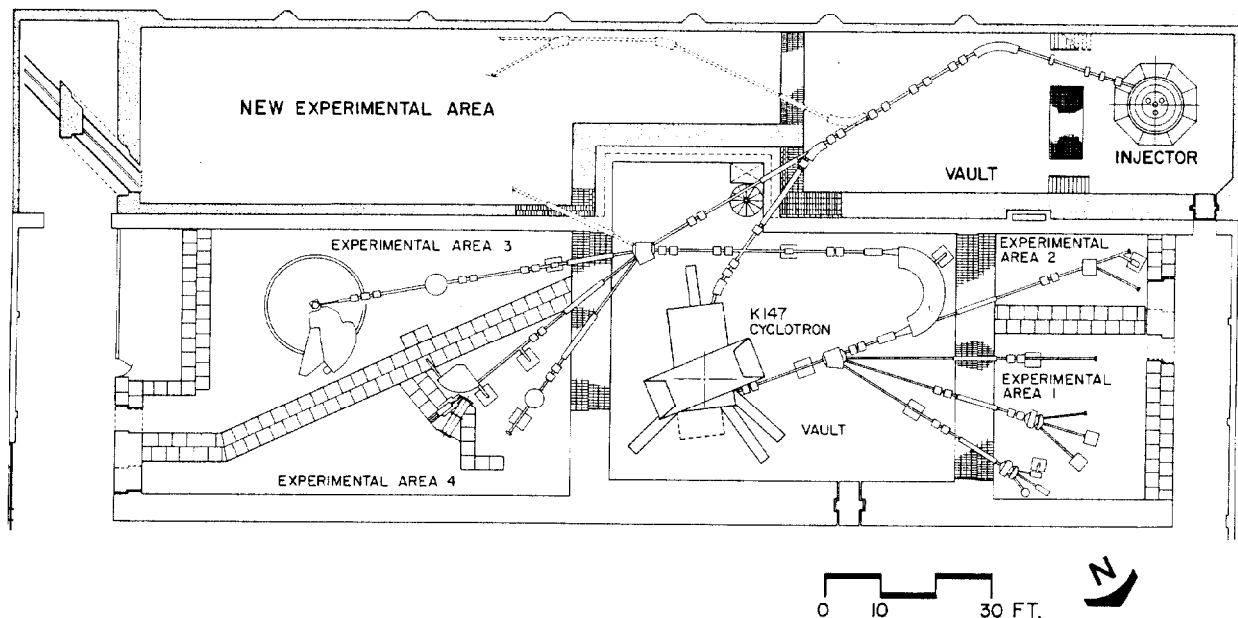 NEW EXPERIMENTAL AREA
INJECTOR
VAULT
EXPERIMENTAL AREA 3
EXPERIMENTAL
AREA 2
K147
CYCLOTRON
EXPERIMENTAL
AREA 1
VAULT
EXPERIMENTAL AREA 4
N
0 10 30 FT.